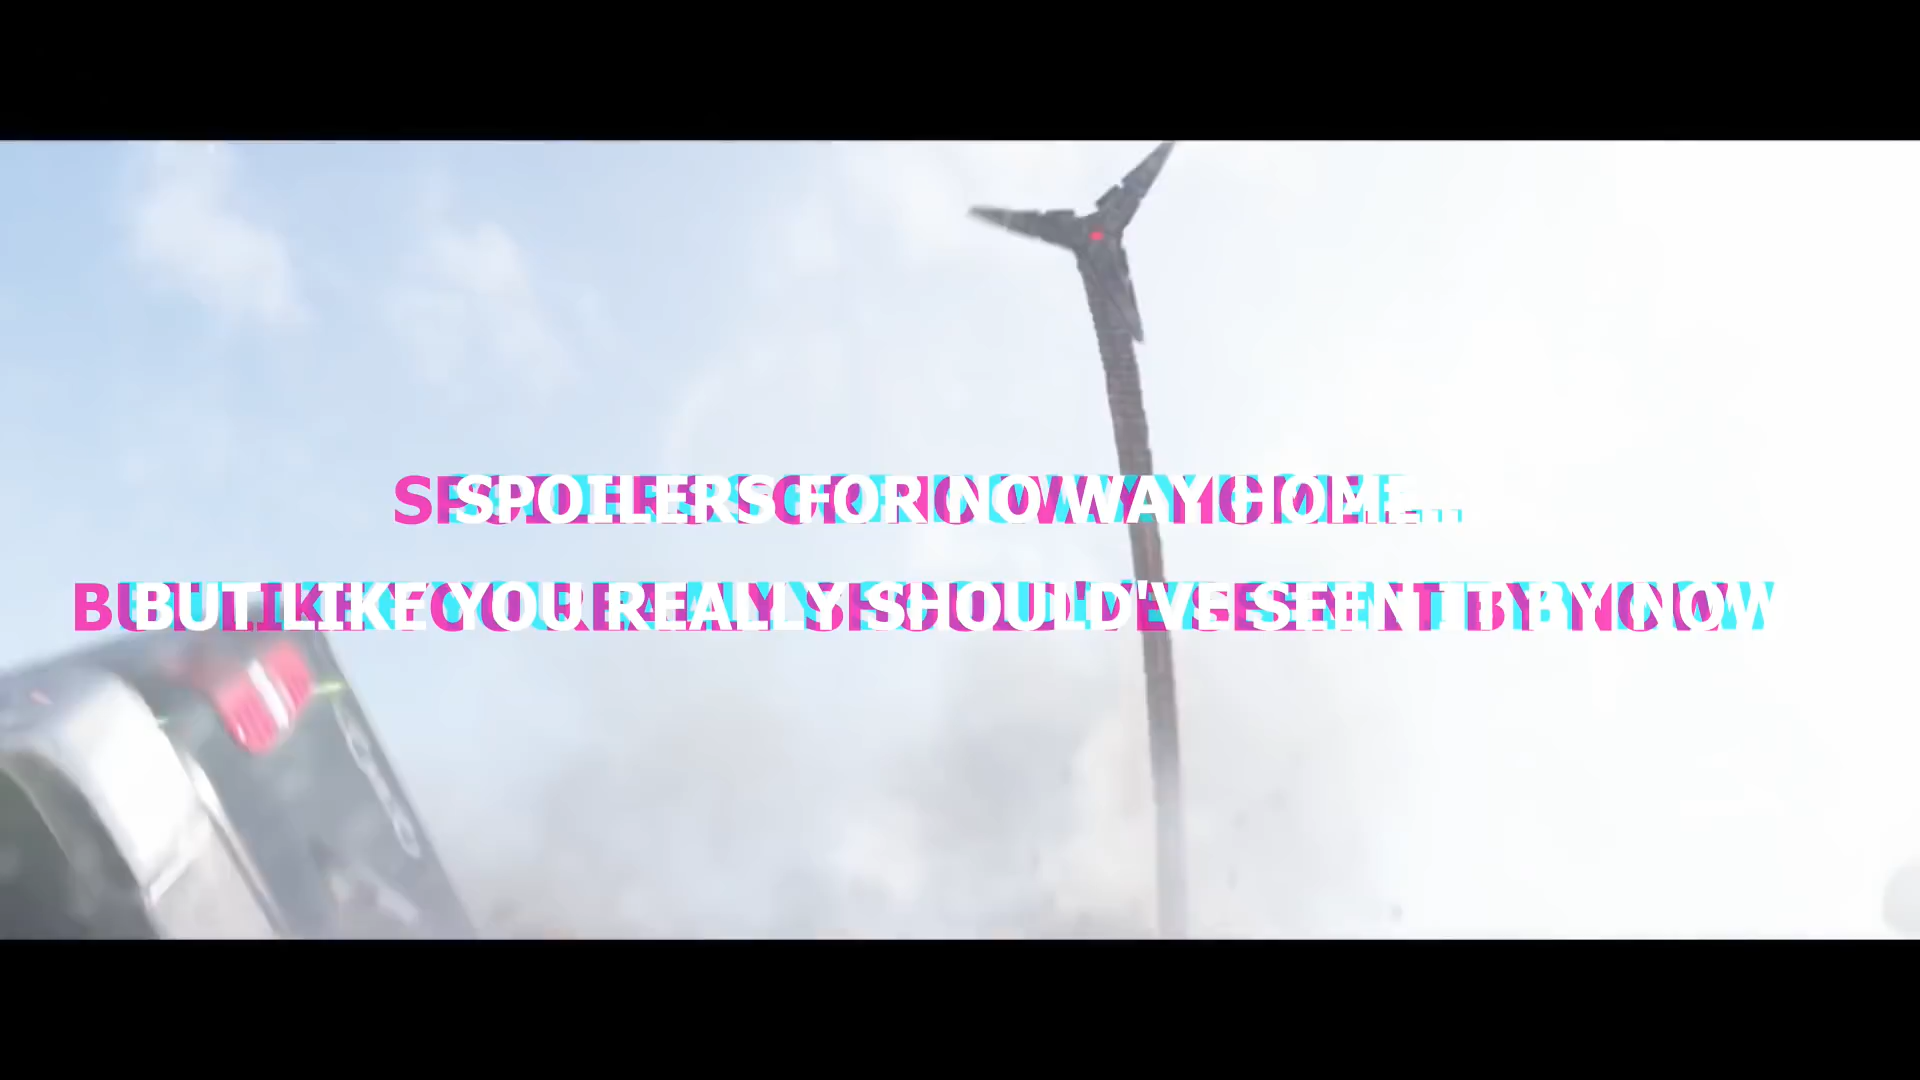 SPOILERS FOR NO WAY HOME...
BUT LIKE YOU REALLY SHOULD'VE SEEN IT BY NOW